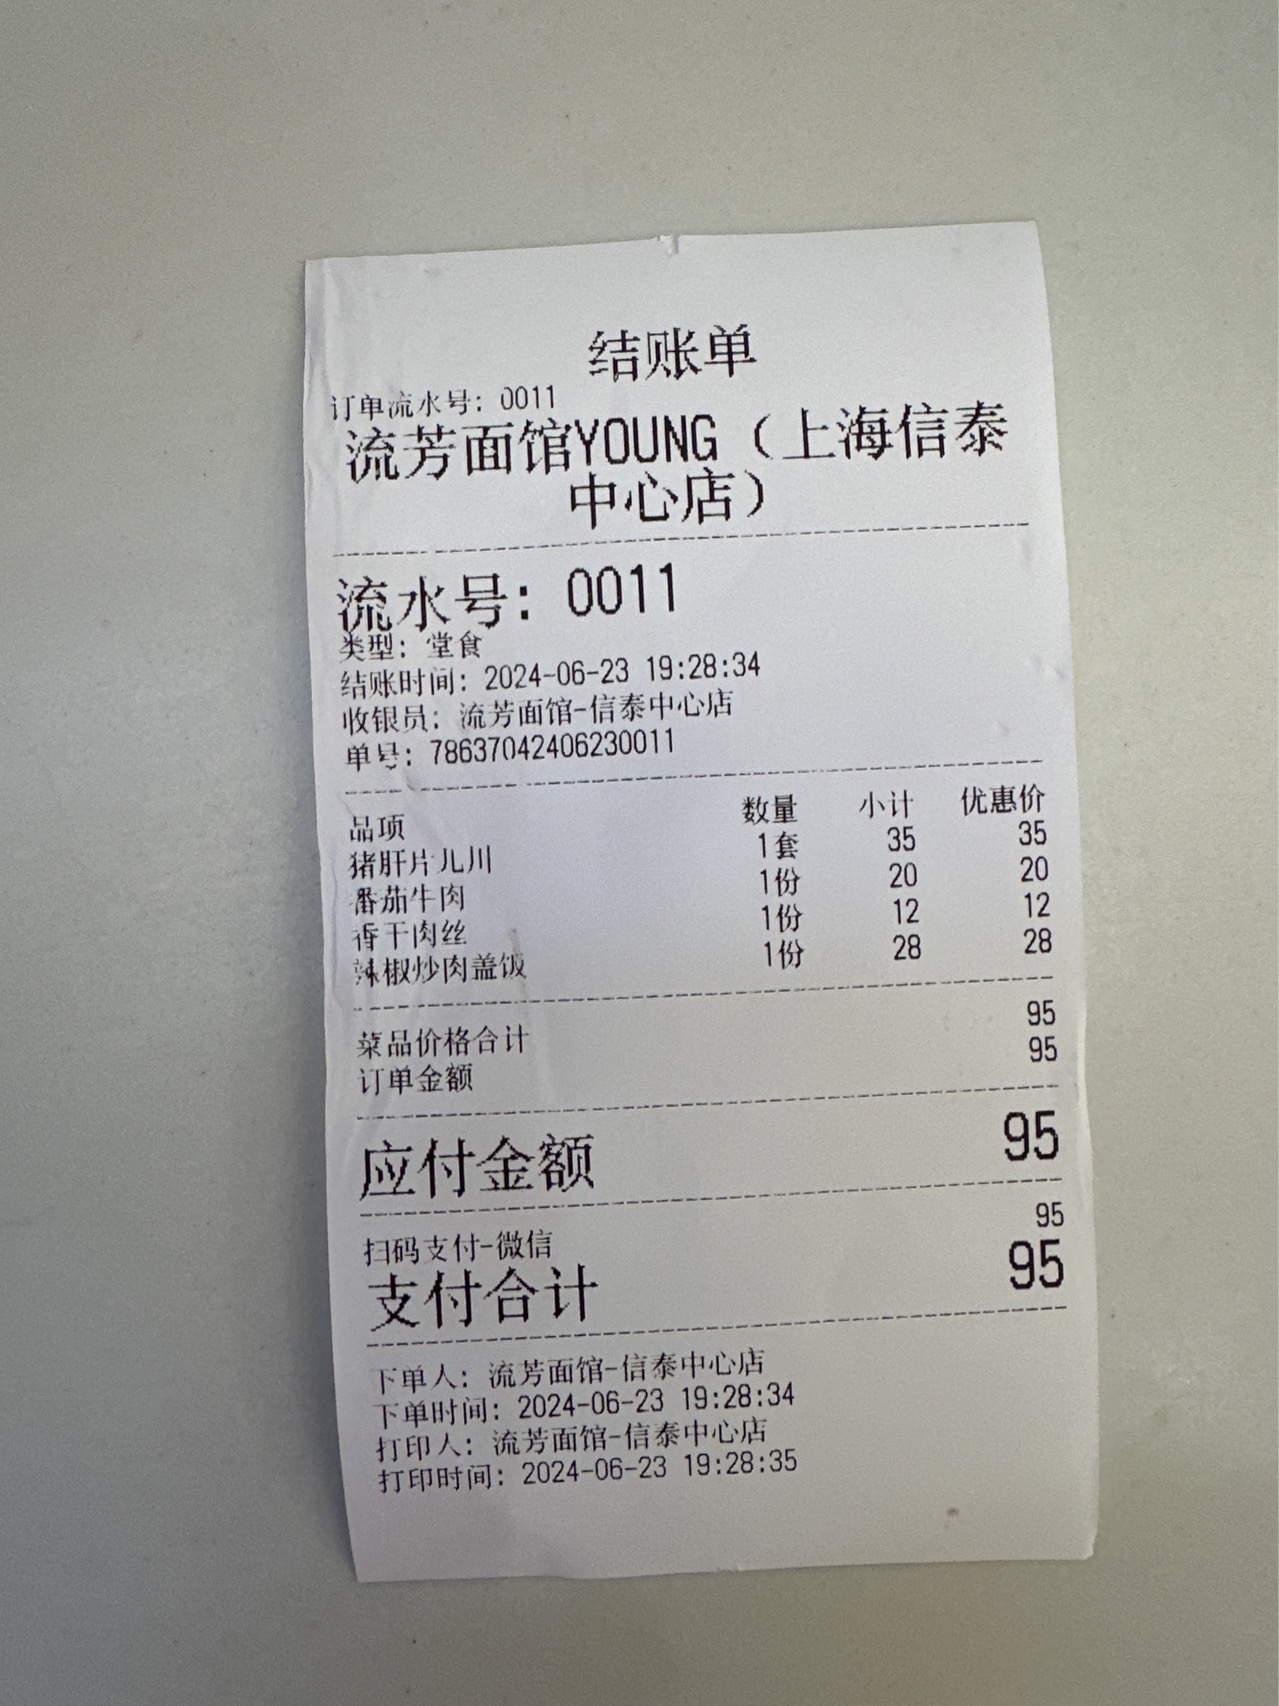 结账单
订单流水号: 0011
流芳面馆YOUNG（上海信泰
中心店）
流水号: 0011
类型: 堂食
结账时间: 2024-06-23 19:28:34
收银员: 流芳面馆-信泰中心店
单号: 78637042406230011
品项 数量 小计 优惠价
猪肝片儿川 1套 35 35
番茄牛肉 1份 20 20
香干肉丝 1份 12 12
辣椒炒肉盖饭 1份 28 28
菜品价格合计 95
订单金额 95
应付金额 95
扫码支付-微信 95
支付合计 95
下单人: 流芳面馆-信泰中心店
下单时间: 2024-06-23 19:28:34
打印人: 流芳面馆-信泰中心店
打印时间: 2024-06-23 19:28:35